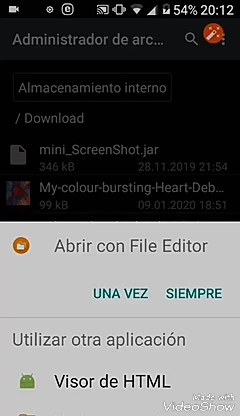 54% 20:12
Administrador de arc...
Almacenamiento interno
/ Download
mini_ScreenShot.jar
346 kB 28.11.2019 21:54
My-colour-bursting-Heart-Deb...
99 kB 09.01.2020 18:51
Abrir con File Editor
UNA VEZ SIEMPRE
Utilizar otra aplicación
Visor de HTML
Made with
VideoShow